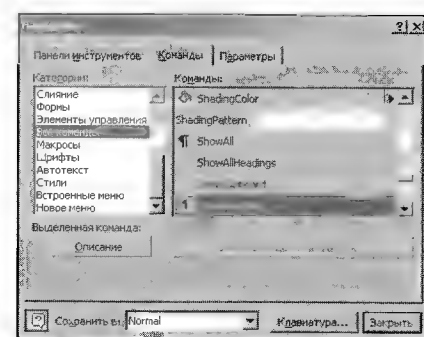 Панели инструментов Команды Параметры
Категории:
Слияние
Формы
Элементы управления
Все команды
Макросы
Шрифты
Автотекст
Стили
Встроенные меню
Новое меню
Команды:
ShadingColor
ShadingPattern
ShowAll
ShowAllHeadings
Выделенная команда:
Описание
Сохранить в: Normal Клавиатура... Закрыть